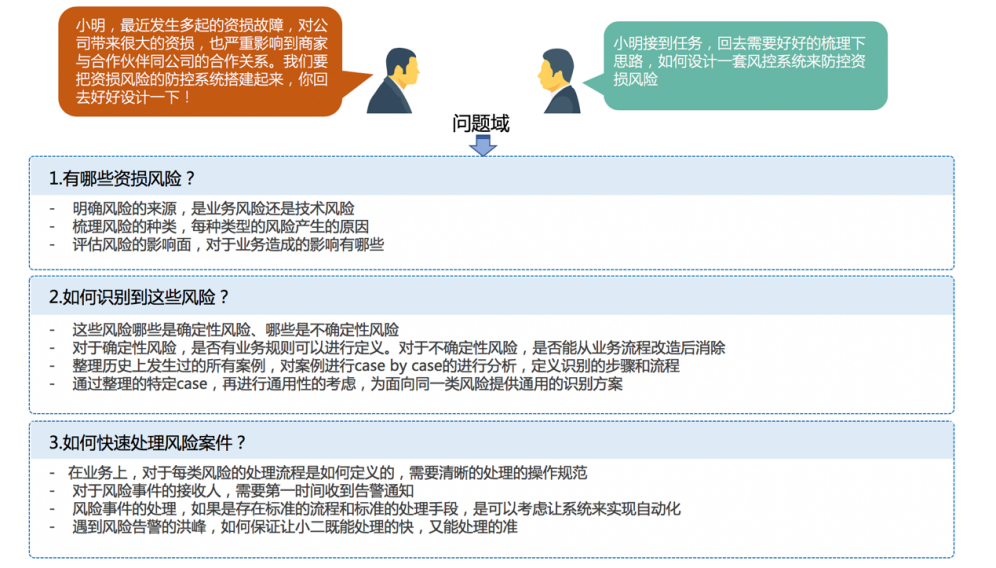 小明，最近发生多起的资损故障，对公
司带来很大的资损，也严重影响到商家
与合作伙伴同公司的合作关系。我们要
把资损风险的防控系统搭建起来，你回
去好好设计一下！
小明接到任务，回去需要好好的梳理下
思路，如何设计一套风控系统来防控资
损风险
问题域
1.有哪些资损风险？
- 明确风险的来源，是业务风险还是技术风险
- 梳理风险的种类，每种类型的风险产生的原因
- 评估风险的影响面，对于业务造成的影响有哪些
2.如何识别到这些风险？
- 这些风险哪些是确定性风险、哪些是不确定性风险
- 对于确定性风险，是否有业务规则可以进行定义。对于不确定性风险，是否能从业务流程改造后消除
- 整理历史上发生过的所有案例，对案例进行case by case的进行分析，定义识别的步骤和流程
- 通过整理的特定case，再进行通用性的考虑，为面向同一类风险提供通用的识别方案
3.如何快速处理风险案件？
- 在业务上，对于每类风险的处理流程是如何定义的，需要清晰的处理的操作规范
- 对于风险事件的接收人，需要第一时间收到告警通知
- 风险事件的处理，如果是存在标准的流程和标准的处理手段，是可以考虑让系统来实现自动化
- 遇到风险告警的洪峰，如何保证让小二既能处理的快，又能处理的准